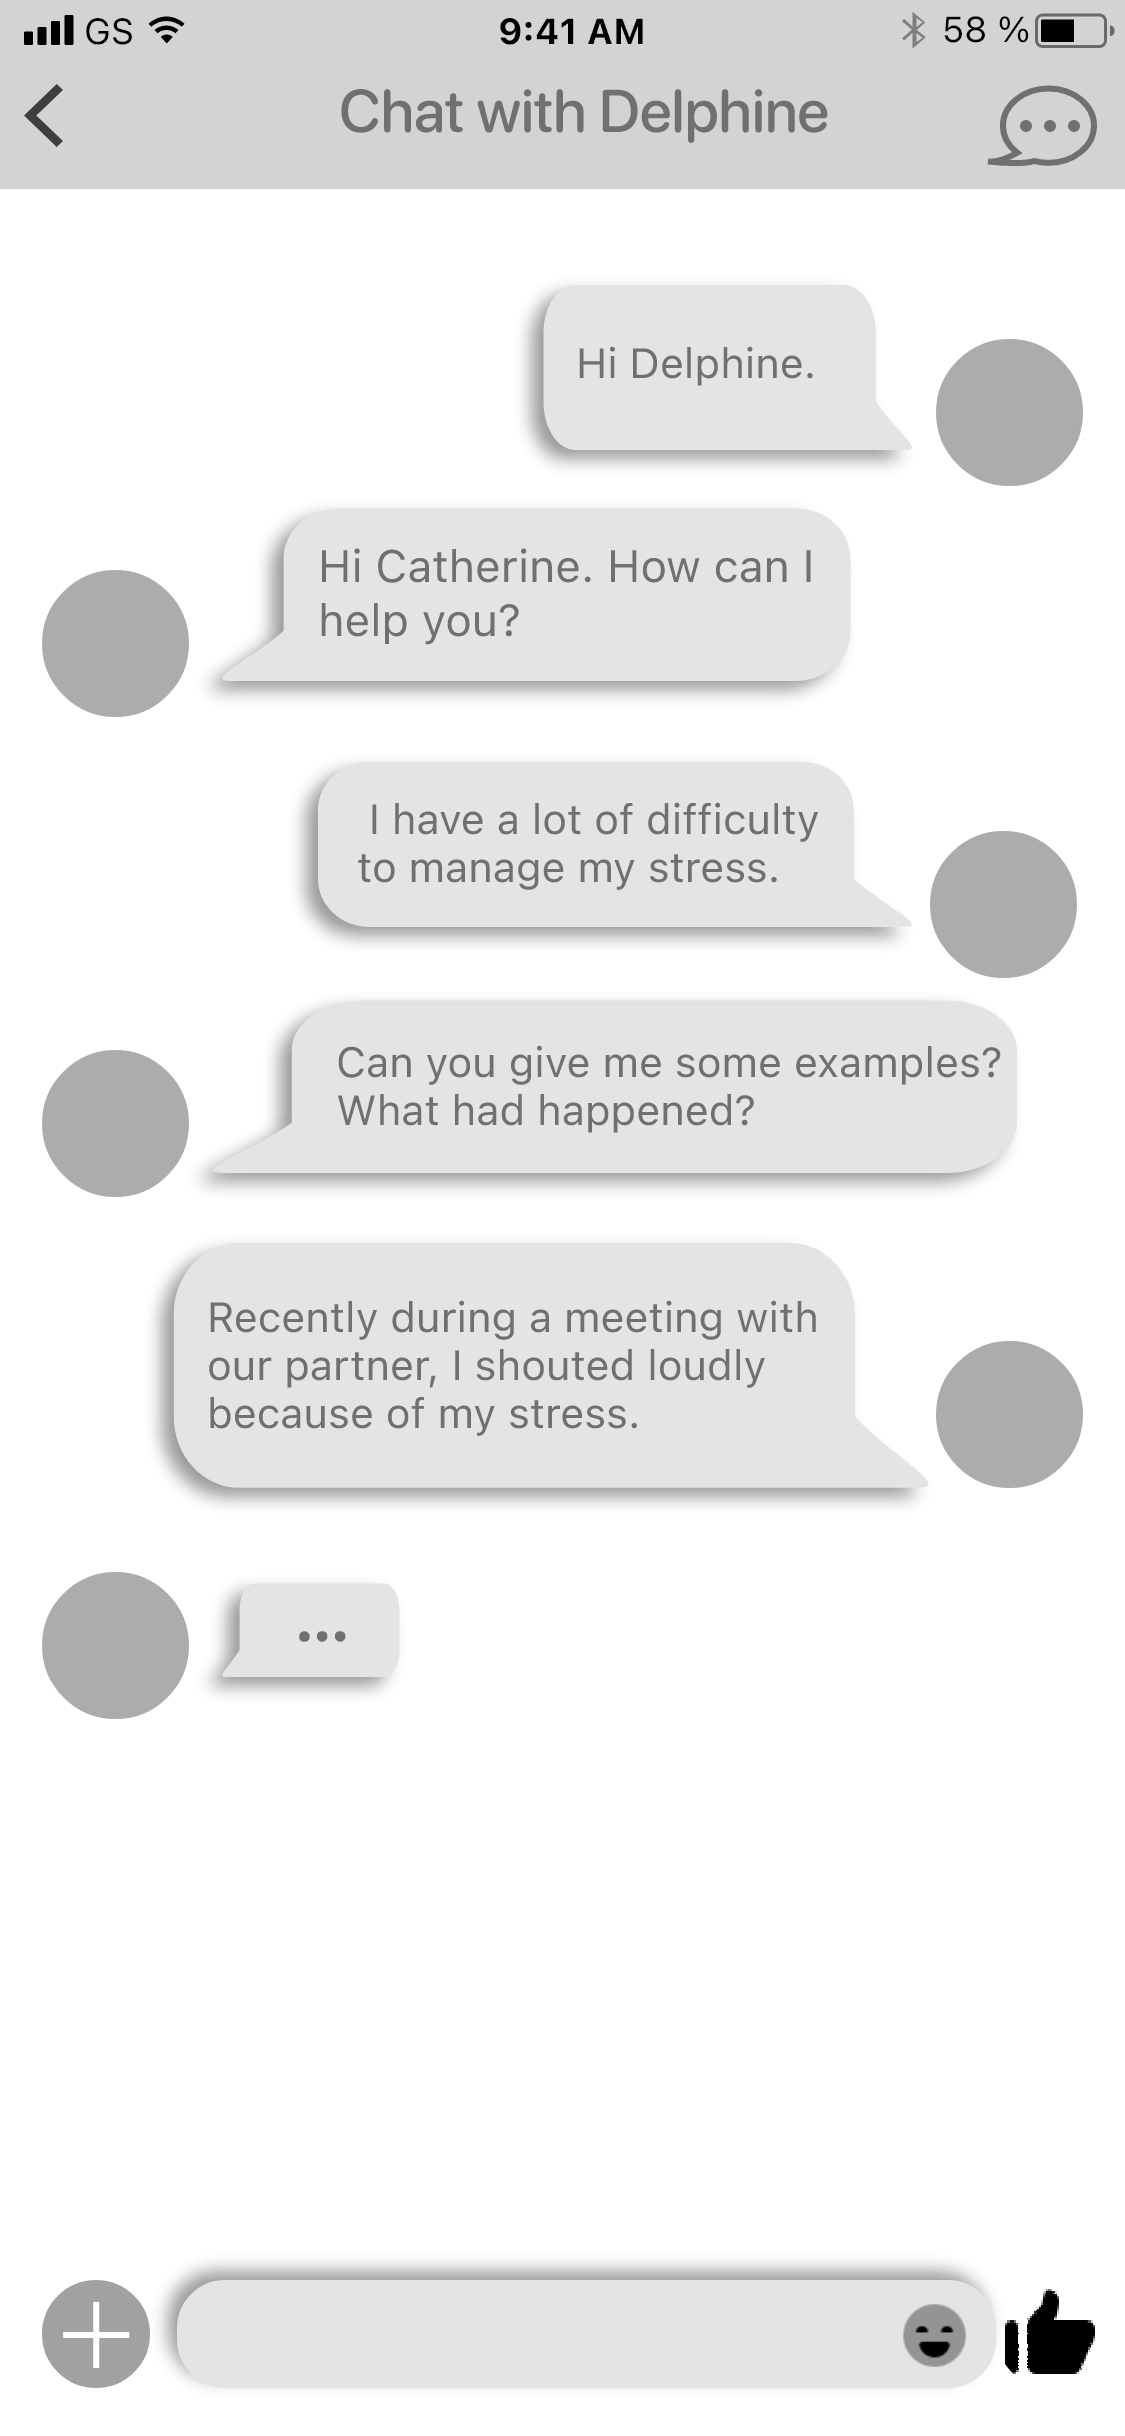 GS 9:41 AM 58 %
Chat with Delphine
Hi Delphine.
Hi Catherine. How can I
help you?
I have a lot of difficulty
to manage my stress.
Can you give me some examples?
What had happened?
Recently during a meeting with
our partner, I shouted loudly
because of my stress.
...